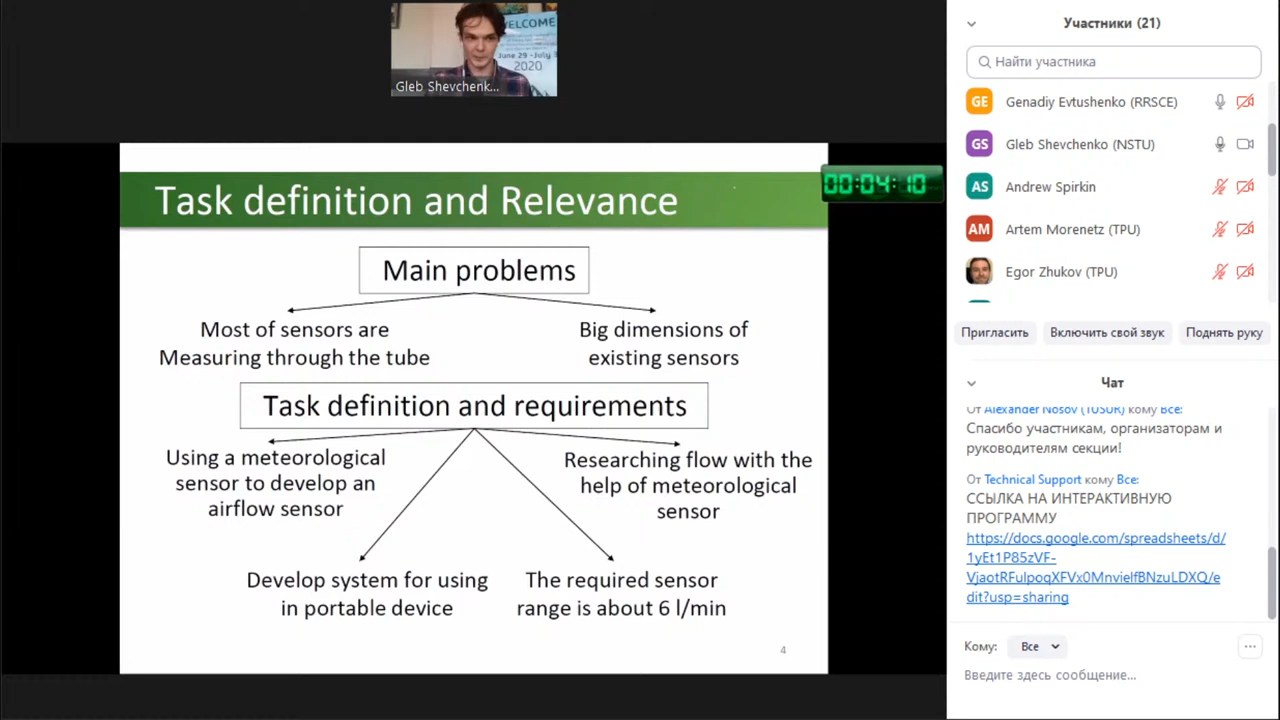 WELCOME
June 29 -July 3
2020
Gleb Shevchenk...
Task definition and Relevance
00:04:10
Main problems
Most of sensors are
Measuring through the tube
Big dimensions of
existing sensors
Task definition and requirements
Using a meteorological
sensor to develop an
airflow sensor
Researching flow with the
help of meteorological
sensor
Develop system for using
in portable device
The required sensor
range is about 6 l/min
4
Участники (21)
Найти участника
GE Genadiy Evtushenko (RRSCE)
GS Gleb Shevchenko (NSTU)
AS Andrew Spirkin
AM Artem Morenetz (TPU)
Egor Zhukov (TPU)
Пригласить Включить свой звук Поднять руку
Чат
От Alexander Nosov (TUSUR) кому Все:
Спасибо участникам, организаторам и
руководителям секции!
От Technical Support кому Все:
ССЫЛКА НА ИНТЕРАКТИВНУЮ
ПРОГРАММУ
https://docs.google.com/spreadsheets/d/
1yEt1P85zVF-
VjaotRFulpoqXFVx0MnvielfBNzuLDXQ/e
dit?usp=sharing
Кому: Все
Введите здесь сообщение...